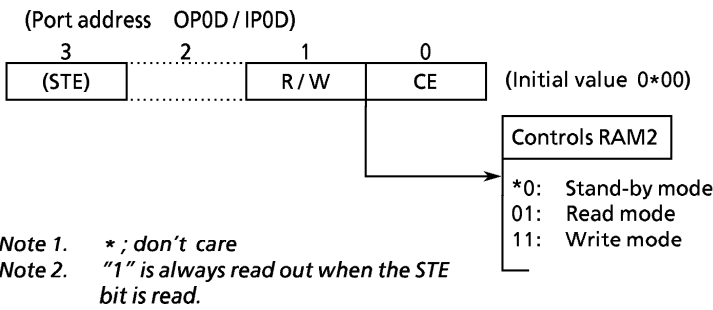 (Port address OP0D / IP0D)
3 2 1 0
(STE) R / W CE (Initial value 0*00)
Controls RAM2
*0: Stand-by mode
01: Read mode
11: Write mode
Note 1. * ; don't care
Note 2. "1" is always read out when the STE
bit is read.